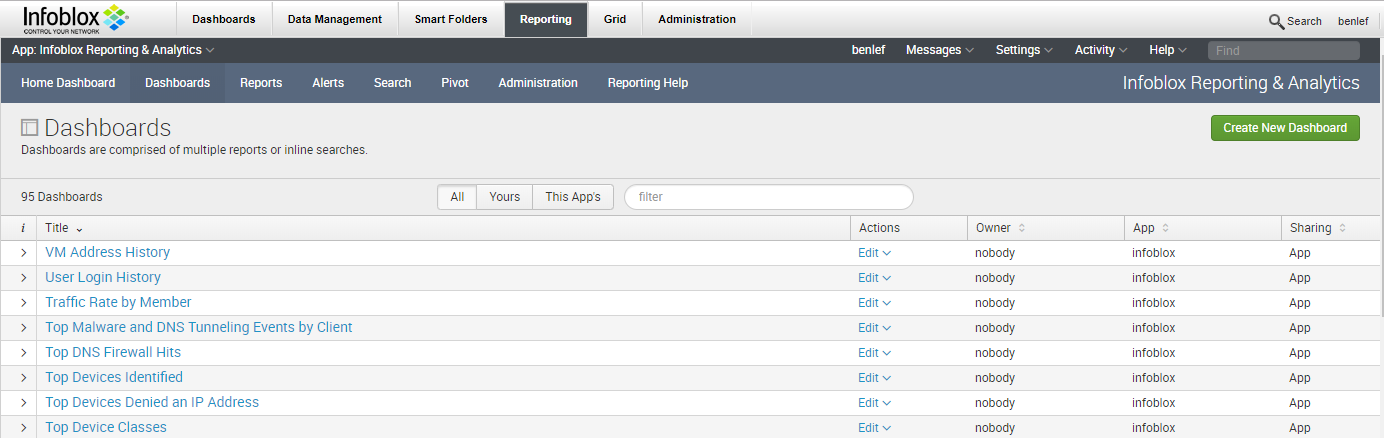 Infoblox
CONTROL YOUR NETWORK
Dashboards Data Management Smart Folders Reporting Grid Administration Search benlef
App: Infoblox Reporting & Analytics benlef Messages Settings Activity Help Find
Home Dashboard Dashboards Reports Alerts Search Pivot Administration Reporting Help Infoblox Reporting & Analytics
Dashboards Create New Dashboard
Dashboards are comprised of multiple reports or inline searches.
95 Dashboards All Yours This App's filter
i Title Actions Owner App Sharing
VM Address History Edit nobody infoblox App
User Login History Edit nobody infoblox App
Traffic Rate by Member Edit nobody infoblox App
Top Malware and DNS Tunneling Events by Client Edit nobody infoblox App
Top DNS Firewall Hits Edit nobody infoblox App
Top Devices Identified Edit nobody infoblox App
Top Devices Denied an IP Address Edit nobody infoblox App
Top Device Classes Edit nobody infoblox App